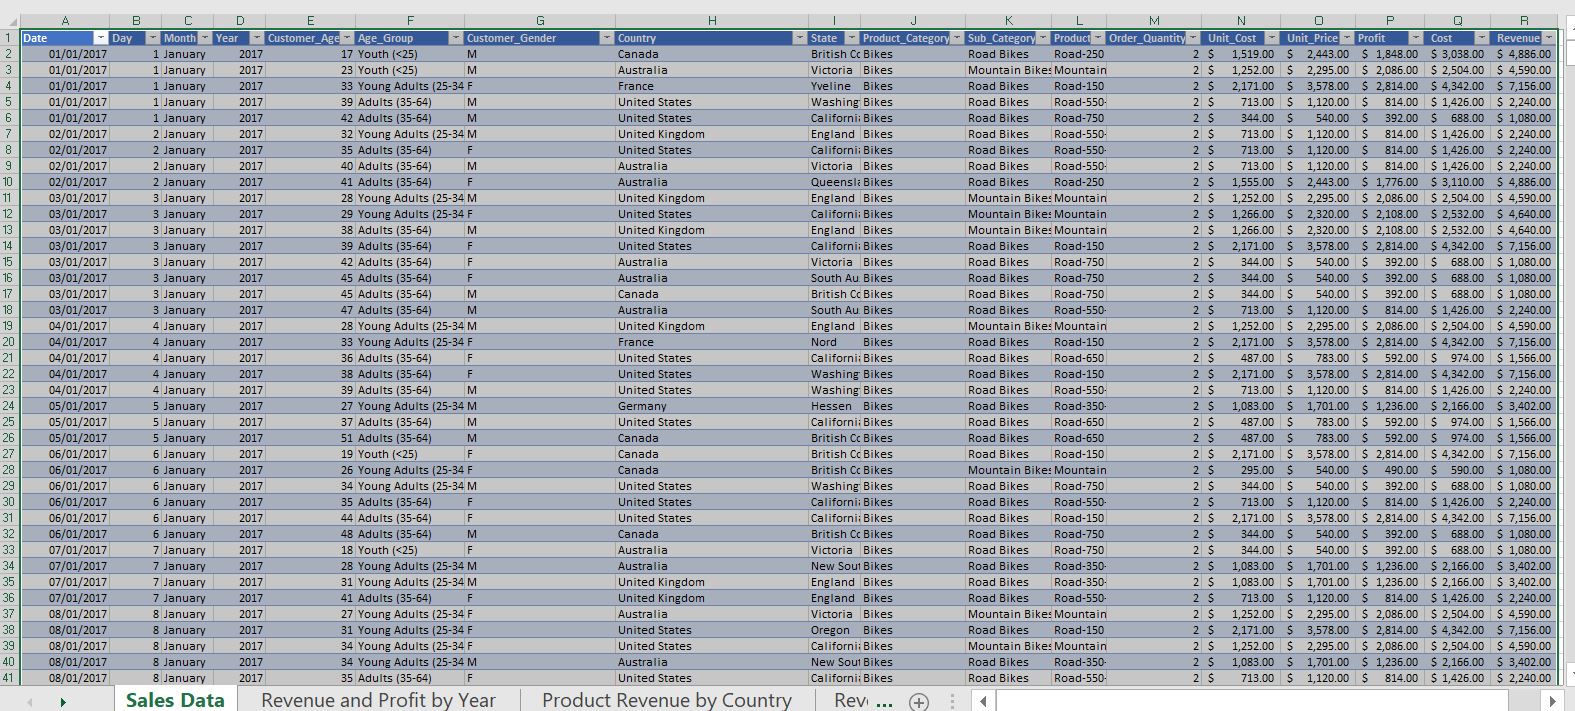 A B C D E F G H I J K L M N O P Q R
1 Date Day Month Year Customer_Age Age_Group Customer_Gender Country State Product_Category Sub_Category Product Order_Quantity Unit_Cost Unit_Price Profit Cost Revenue
2 01/01/2017 1 January 2017 17 Youth (<25) M Canada British Cc Bikes Road Bikes Road-250 2 $ 1,519.00 $ 2,443.00 $ 1,848.00 $ 3,038.00 $ 4,886.00
3 01/01/2017 1 January 2017 23 Youth (<25) M Australia Victoria Bikes Mountain Bikes Mountain 2 $ 1,252.00 $ 2,295.00 $ 2,086.00 $ 2,504.00 $ 4,590.00
4 01/01/2017 1 January 2017 33 Young Adults (25-34 F France Yveline Bikes Road Bikes Road-150 2 $ 2,171.00 $ 3,578.00 $ 2,814.00 $ 4,342.00 $ 7,156.00
5 01/01/2017 1 January 2017 39 Adults (35-64) M United States Washing Bikes Road Bikes Road-550- 2 $ 713.00 $ 1,120.00 $ 814.00 $ 1,426.00 $ 2,240.00
6 01/01/2017 1 January 2017 42 Adults (35-64) M United States Californi Bikes Road Bikes Road-750 2 $ 344.00 $ 540.00 $ 392.00 $ 688.00 $ 1,080.00
7 02/01/2017 2 January 2017 32 Young Adults (25-34 M United Kingdom England Bikes Road Bikes Road-550- 2 $ 713.00 $ 1,120.00 $ 814.00 $ 1,426.00 $ 2,240.00
8 02/01/2017 2 January 2017 35 Adults (35-64) F United States Californi Bikes Road Bikes Road-550- 2 $ 713.00 $ 1,120.00 $ 814.00 $ 1,426.00 $ 2,240.00
9 02/01/2017 2 January 2017 40 Adults (35-64) M Australia Victoria Bikes Road Bikes Road-550- 2 $ 713.00 $ 1,120.00 $ 814.00 $ 1,426.00 $ 2,240.00
10 02/01/2017 2 January 2017 41 Adults (35-64) F Australia Queensl Bikes Road Bikes Road-250 2 $ 1,555.00 $ 2,443.00 $ 1,776.00 $ 3,110.00 $ 4,886.00
11 03/01/2017 3 January 2017 28 Young Adults (25-34 M United Kingdom England Bikes Mountain Bikes Mountain 2 $ 1,252.00 $ 2,295.00 $ 2,086.00 $ 2,504.00 $ 4,590.00
12 03/01/2017 3 January 2017 29 Young Adults (25-34 F United States Californi Bikes Mountain Bikes Mountain 2 $ 1,266.00 $ 2,320.00 $ 2,108.00 $ 2,532.00 $ 4,640.00
13 03/01/2017 3 January 2017 38 Adults (35-64) M United Kingdom England Bikes Mountain Bikes Mountain 2 $ 1,266.00 $ 2,320.00 $ 2,108.00 $ 2,532.00 $ 4,640.00
14 03/01/2017 3 January 2017 39 Adults (35-64) F United States Californi Bikes Road Bikes Road-150 2 $ 2,171.00 $ 3,578.00 $ 2,814.00 $ 4,342.00 $ 7,156.00
15 03/01/2017 3 January 2017 42 Adults (35-64) F Australia Victoria Bikes Road Bikes Road-750 2 $ 344.00 $ 540.00 $ 392.00 $ 688.00 $ 1,080.00
16 03/01/2017 3 January 2017 45 Adults (35-64) F Australia South Au Bikes Road Bikes Road-750 2 $ 344.00 $ 540.00 $ 392.00 $ 688.00 $ 1,080.00
17 03/01/2017 3 January 2017 45 Adults (35-64) M Canada British Cc Bikes Road Bikes Road-750 2 $ 344.00 $ 540.00 $ 392.00 $ 688.00 $ 1,080.00
18 03/01/2017 3 January 2017 47 Adults (35-64) M Australia South Au Bikes Road Bikes Road-550- 2 $ 713.00 $ 1,120.00 $ 814.00 $ 1,426.00 $ 2,240.00
19 04/01/2017 4 January 2017 28 Young Adults (25-34 M United Kingdom England Bikes Mountain Bikes Mountain 2 $ 1,252.00 $ 2,295.00 $ 2,086.00 $ 2,504.00 $ 4,590.00
20 04/01/2017 4 January 2017 33 Young Adults (25-34 F France Nord Bikes Road Bikes Road-150 2 $ 2,171.00 $ 3,578.00 $ 2,814.00 $ 4,342.00 $ 7,156.00
21 04/01/2017 4 January 2017 36 Adults (35-64) F United States Californi Bikes Road Bikes Road-650 2 $ 487.00 $ 783.00 $ 592.00 $ 974.00 $ 1,566.00
22 04/01/2017 4 January 2017 38 Adults (35-64) F United States Washing Bikes Road Bikes Road-150 2 $ 2,171.00 $ 3,578.00 $ 2,814.00 $ 4,342.00 $ 7,156.00
23 04/01/2017 4 January 2017 39 Adults (35-64) M United States Washing Bikes Road Bikes Road-550- 2 $ 713.00 $ 1,120.00 $ 814.00 $ 1,426.00 $ 2,240.00
24 05/01/2017 5 January 2017 27 Young Adults (25-34 M Germany Hessen Bikes Road Bikes Road-350- 2 $ 1,083.00 $ 1,701.00 $ 1,236.00 $ 2,166.00 $ 3,402.00
25 05/01/2017 5 January 2017 37 Adults (35-64) M United States Californi Bikes Road Bikes Road-650 2 $ 487.00 $ 783.00 $ 592.00 $ 974.00 $ 1,566.00
26 05/01/2017 5 January 2017 51 Adults (35-64) M Canada British Cc Bikes Road Bikes Road-650 2 $ 487.00 $ 783.00 $ 592.00 $ 974.00 $ 1,566.00
27 06/01/2017 6 January 2017 19 Youth (<25) F Canada British Cc Bikes Road Bikes Road-150 2 $ 2,171.00 $ 3,578.00 $ 2,814.00 $ 4,342.00 $ 7,156.00
28 06/01/2017 6 January 2017 26 Young Adults (25-34 F Canada British Cc Bikes Mountain Bikes Mountain 2 $ 295.00 $ 540.00 $ 490.00 $ 590.00 $ 1,080.00
29 06/01/2017 6 January 2017 34 Young Adults (25-34 M United States Washing Bikes Road Bikes Road-750 2 $ 344.00 $ 540.00 $ 392.00 $ 688.00 $ 1,080.00
30 06/01/2017 6 January 2017 35 Adults (35-64) F United States Californi Bikes Road Bikes Road-550- 2 $ 713.00 $ 1,120.00 $ 814.00 $ 1,426.00 $ 2,240.00
31 06/01/2017 6 January 2017 44 Adults (35-64) F United States Californi Bikes Road Bikes Road-150 2 $ 2,171.00 $ 3,578.00 $ 2,814.00 $ 4,342.00 $ 7,156.00
32 06/01/2017 6 January 2017 48 Adults (35-64) M Canada British Cc Bikes Road Bikes Road-750 2 $ 344.00 $ 540.00 $ 392.00 $ 688.00 $ 1,080.00
33 07/01/2017 7 January 2017 18 Youth (<25) F Australia Victoria Bikes Road Bikes Road-750 2 $ 344.00 $ 540.00 $ 392.00 $ 688.00 $ 1,080.00
34 07/01/2017 7 January 2017 28 Young Adults (25-34 M Australia New Sout Bikes Road Bikes Road-350- 2 $ 1,083.00 $ 1,701.00 $ 1,236.00 $ 2,166.00 $ 3,402.00
35 07/01/2017 7 January 2017 31 Young Adults (25-34 M United Kingdom England Bikes Road Bikes Road-350- 2 $ 1,083.00 $ 1,701.00 $ 1,236.00 $ 2,166.00 $ 3,402.00
36 07/01/2017 7 January 2017 41 Adults (35-64) F United Kingdom England Bikes Road Bikes Road-550- 2 $ 713.00 $ 1,120.00 $ 814.00 $ 1,426.00 $ 2,240.00
37 08/01/2017 8 January 2017 27 Young Adults (25-34 F Australia Victoria Bikes Mountain Bikes Mountain 2 $ 1,252.00 $ 2,295.00 $ 2,086.00 $ 2,504.00 $ 4,590.00
38 08/01/2017 8 January 2017 31 Young Adults (25-34 F United States Oregon Bikes Road Bikes Road-150 2 $ 2,171.00 $ 3,578.00 $ 2,814.00 $ 4,342.00 $ 7,156.00
39 08/01/2017 8 January 2017 34 Young Adults (25-34 F United States Californi Bikes Mountain Bikes Mountain 2 $ 1,252.00 $ 2,295.00 $ 2,086.00 $ 2,504.00 $ 4,590.00
40 08/01/2017 8 January 2017 34 Young Adults (25-34 M Australia New Sout Bikes Road Bikes Road-350- 2 $ 1,083.00 $ 1,701.00 $ 1,236.00 $ 2,166.00 $ 3,402.00
41 08/01/2017 8 January 2017 35 Adults (35-64) F United States Californi Bikes Road Bikes Road-550- 2 $ 713.00 $ 1,120.00 $ 814.00 $ 1,426.00 $ 2,240.00
Sales Data Revenue and Profit by Year Product Revenue by Country Rev ...